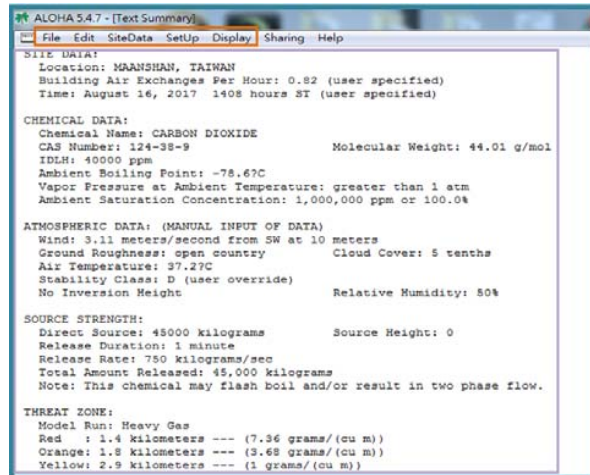 ALOHA 5.4.7 - [Text Summary]
File Edit SiteData SetUp Display Sharing Help
SITE DATA:
Location: MAANSHAN, TAIWAN
Building Air Exchanges Per Hour: 0.82 (user specified)
Time: August 16, 2017 1408 hours ST (user specified)
CHEMICAL DATA:
Chemical Name: CARBON DIOXIDE
CAS Number: 124-38-9 Molecular Weight: 44.01 g/mol
IDLH: 40000 ppm
Ambient Boiling Point: -78.6?C
Vapor Pressure at Ambient Temperature: greater than 1 atm
Ambient Saturation Concentration: 1,000,000 ppm or 100.0%
ATMOSPHERIC DATA: (MANUAL INPUT OF DATA)
Wind: 3.11 meters/second from SW at 10 meters
Ground Roughness: open country Cloud Cover: 5 tenths
Air Temperature: 37.2?C
Stability Class: D (user override)
No Inversion Height Relative Humidity: 50%
SOURCE STRENGTH:
Direct Source: 45000 kilograms Source Height: 0
Release Duration: 1 minute
Release Rate: 750 kilograms/sec
Total Amount Released: 45,000 kilograms
Note: This chemical may flash boil and/or result in two phase flow.
THREAT ZONE:
Model Run: Heavy Gas
Red : 1.4 kilometers --- (7.36 grams/(cu m))
Orange: 1.8 kilometers --- (3.68 grams/(cu m))
Yellow: 2.9 kilometers --- (1 grams/(cu m))